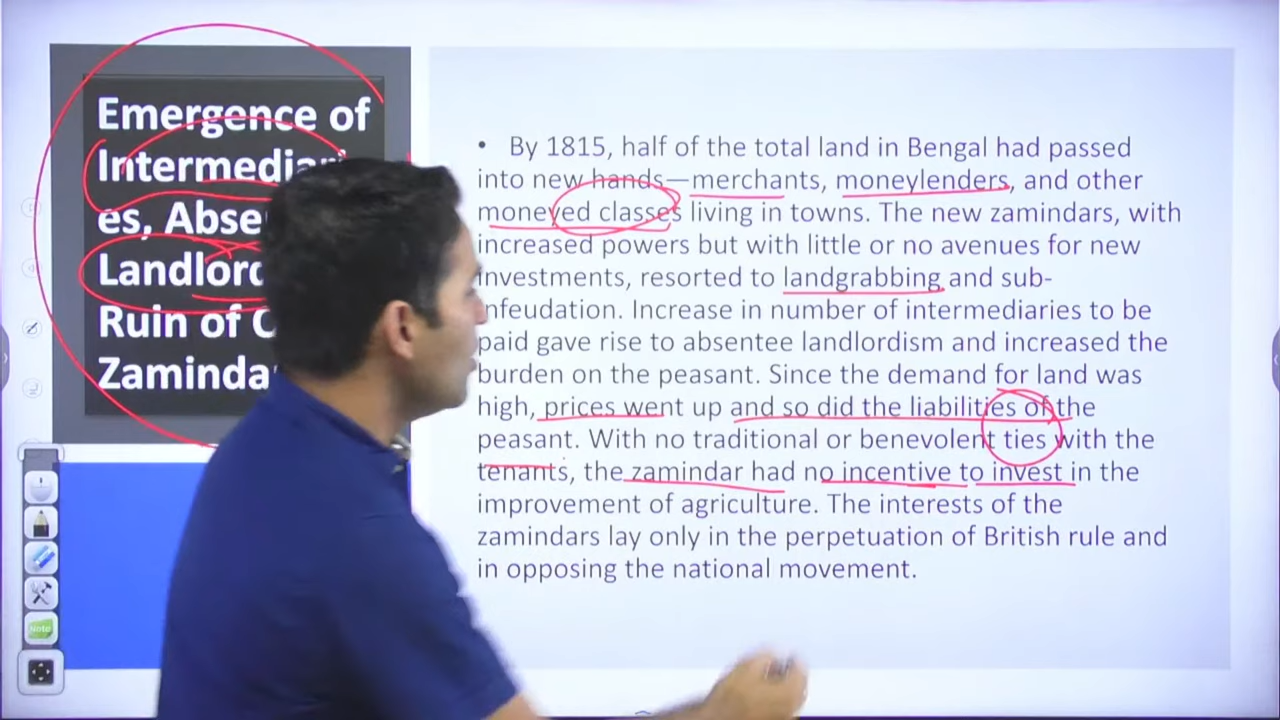 Emergence of
es,
Ruin of
By 1815, half of the total land in Bengal had passed
into new hands—merchants, moneylenders, and other
moneyed classes living in towns. The new zamindars, with
increased powers but with little or no avenues for new
investments, resorted to landgrabbing and sub-
infeudation. Increase in number of intermediaries to be
paid gave rise to absentee landlordism and increased the
burden on the peasant. Since the demand for land was
high, prices went up and so did the liabilities of the
peasant. With no traditional or benevolent ties with the
tenants, the zamindar had no incentive to invest in the
improvement of agriculture. The interests of the
zamindars lay only in the perpetuation of British rule and
in opposing the national movement.
Note